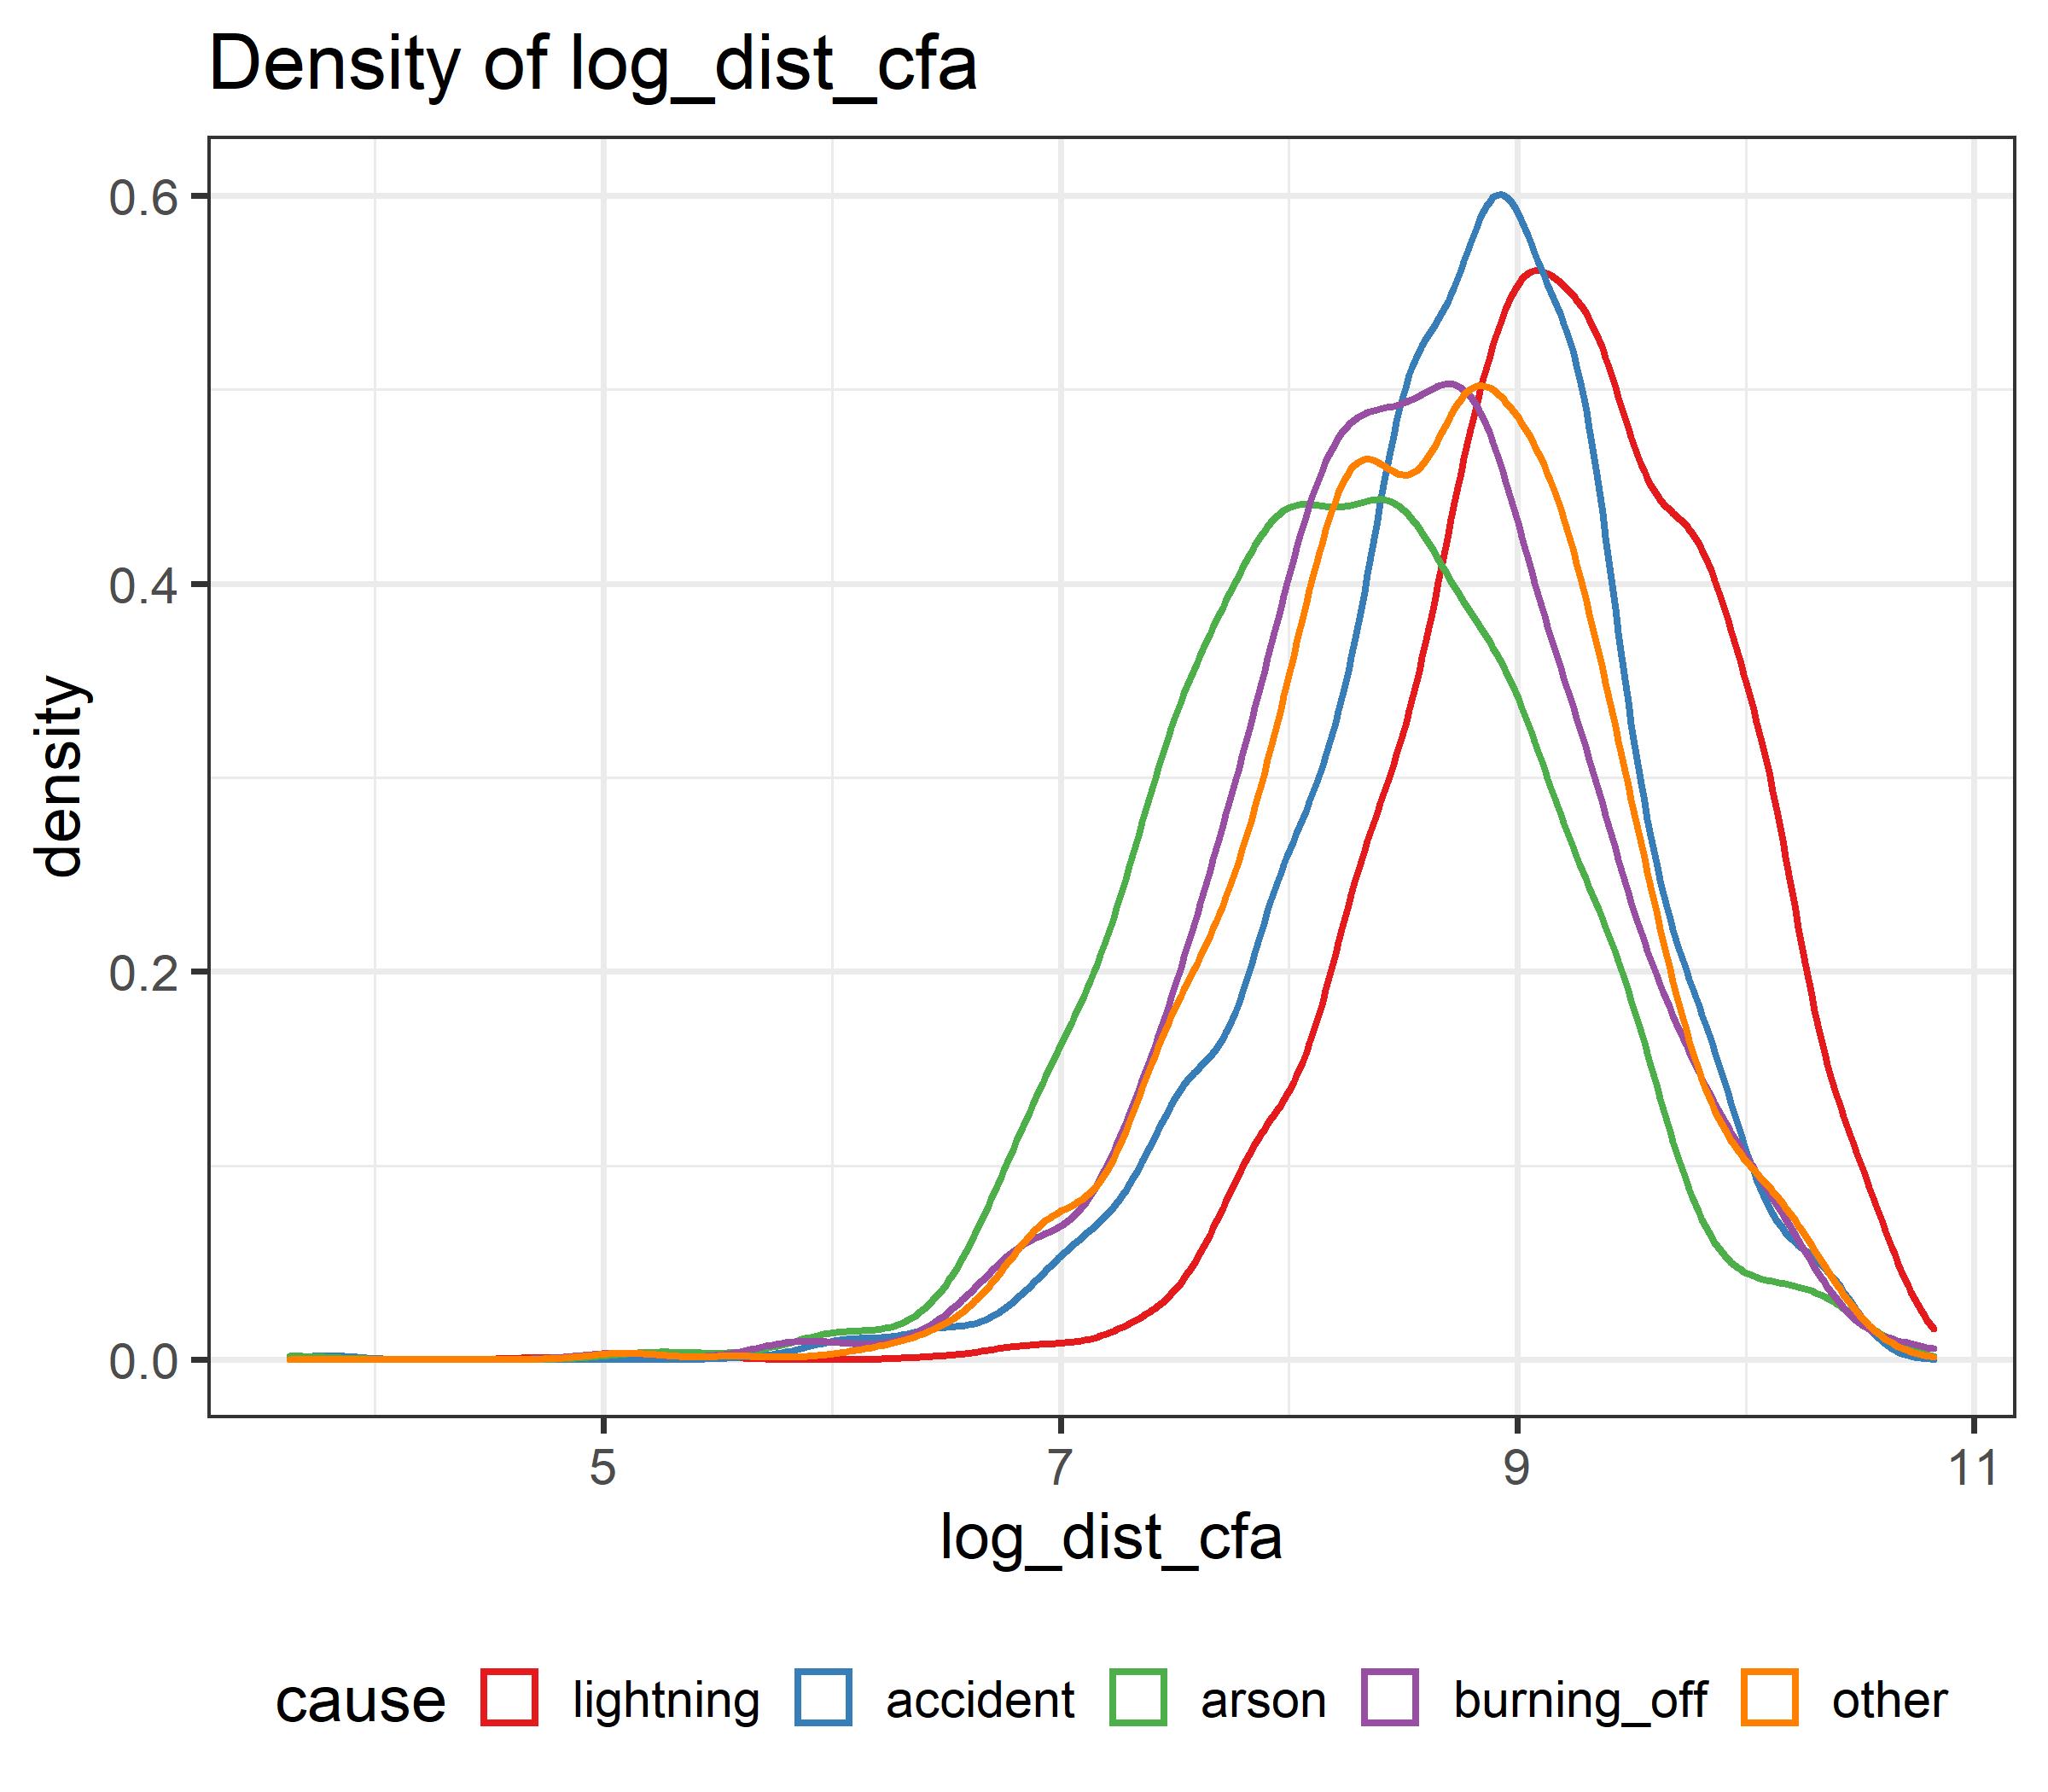 Density of log_dist_cfa
0.6
0.4
0.2
0.0
density
5 7 9 11
log_dist_cfa
cause lightning accident arson burning_off other